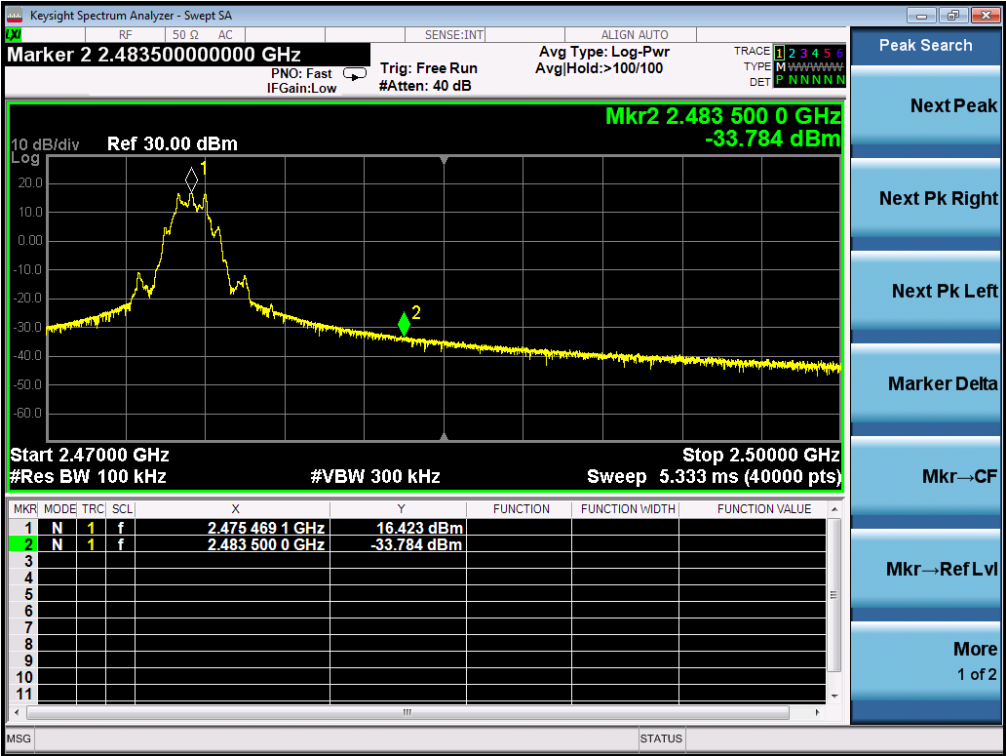 Keysight Spectrum Analyzer - Swept SA
LXI RF 50 Ω AC SENSE:INT ALIGN AUTO
Marker 2 2.483500000000 GHz
PNO: Fast
IFGain:Low
Trig: Free Run
#Atten: 40 dB
Avg Type: Log-Pwr
Avg|Hold:>100/100
TRACE 1 2 3 4 5 6
TYPE M W W W W W
DET P N N N N N
Mkr2 2.483 500 0 GHz
-33.784 dBm
10 dB/div Ref 30.00 dBm
Log
1
20.0
10.0
0.00
-10.0
-20.0
2
-30.0
-40.0
-50.0
-60.0
Start 2.47000 GHz Stop 2.50000 GHz
#Res BW 100 kHz #VBW 300 kHz Sweep 5.333 ms (40000 pts)
MKR MODE TRC SCL X Y FUNCTION FUNCTION WIDTH FUNCTION VALUE
1 N 1 f 2.475 469 1 GHz 16.423 dBm
2 N 1 f 2.483 500 0 GHz -33.784 dBm
3
4
5
6
7
8
9
10
11
MSG STATUS
Peak Search
Next Peak
Next Pk Right
Next Pk Left
Marker Delta
Mkr→CF
Mkr→Ref Lvl
More
1 of 2